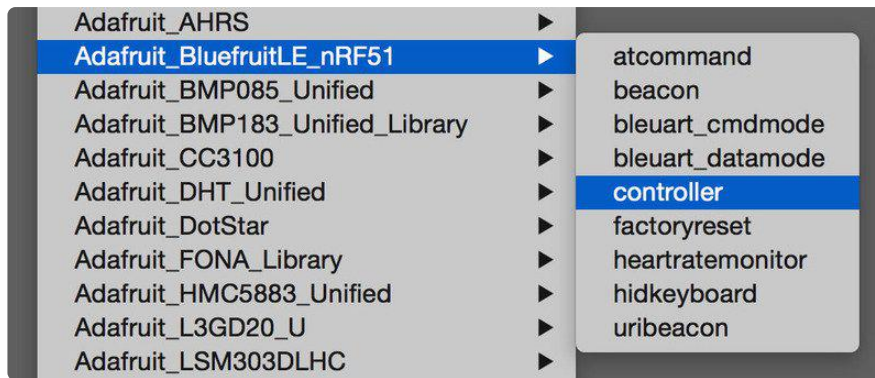 Adafruit_AHRS
Adafruit_BluefruitLE_nRF51
Adafruit_BMP085_Unified
Adafruit_BMP183_Unified_Library
Adafruit_CC3100
Adafruit_DHT_Unified
Adafruit_DotStar
Adafruit_FONA_Library
Adafruit_HMC5883_Unified
Adafruit_L3GD20_U
Adafruit_LSM303DLHC
atcommand
beacon
bleuart_cmdmode
bleuart_datamode
controller
factoryreset
heartratemonitor
hidkeyboard
uribeacon